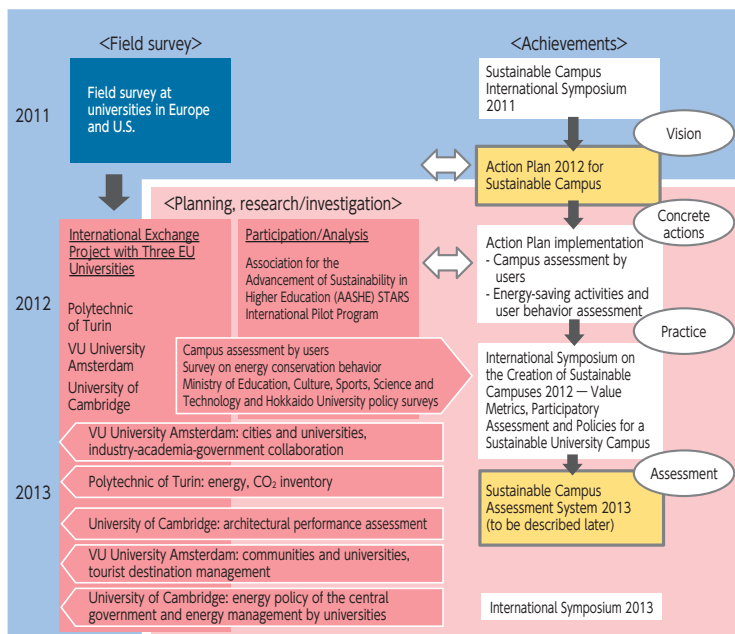 <Field survey>
<Achievements>
2011
Field survey at
universities in Europe
and U.S.
Sustainable Campus
International Symposium
2011
Vision
Action Plan 2012 for
Sustainable Campus
<Planning, research/investigation>
Concrete
actions
2012
International Exchange
Project with Three EU
Universities
Polytechnic
of Turin
VU University
Amsterdam
University of
Cambridge
Participation/Analysis
Association for the
Advancement of Sustainability in
Higher Education (AASHE) STARS
International Pilot Program
Action Plan implementation
- Campus assessment by
users
- Energy-saving activities and
user behavior assessment
Practice
Campus assessment by users
Survey on energy conservation behavior
Ministry of Education, Culture, Sports, Science and
Technology and Hokkaido University policy surveys
International Symposium on
the Creation of Sustainable
Campuses 2012 — Value
Metrics, Participatory
Assessment and Policies for a
Sustainable University Campus
Assessment
2013
VU University Amsterdam: cities and universities,
industry-academia-government collaboration
Polytechnic of Turin: energy, CO₂ inventory
University of Cambridge: architectural performance assessment
VU University Amsterdam: communities and universities,
tourist destination management
University of Cambridge: energy policy of the central
government and energy management by universities
Sustainable Campus
Assessment System 2013
(to be described later)
International Symposium 2013